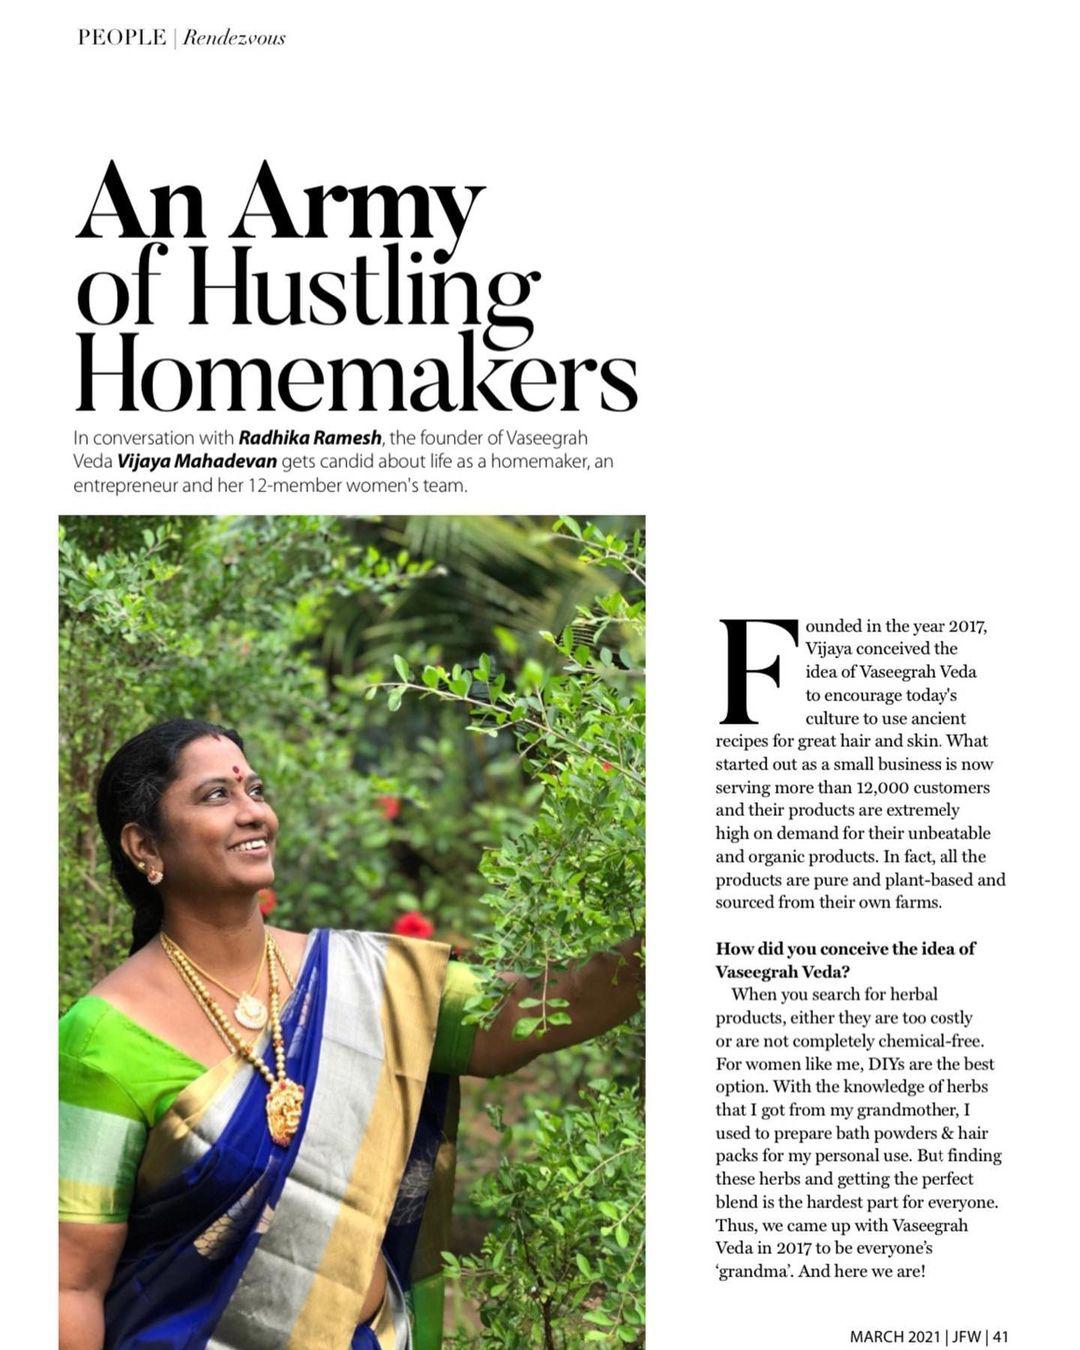 PEOPLE | Rendezvous
An Army
of Hustling
Homemakers
In conversation with Radhika Ramesh, the founder of Vaseegrah
Veda Vijaya Mahadevan gets candid about life as a homemaker, an
entrepreneur and her 12-member women's team.
Founded in the year 2017,
Vijaya conceived the
idea of Vaseegrah Veda
to encourage today's
culture to use ancient
recipes for great hair and skin. What
started out as a small business is now
serving more than 12,000 customers
and their products are extremely
high on demand for their unbeatable
and organic products. In fact, all the
products are pure and plant-based and
sourced from their own farms.
How did you conceive the idea of
Vaseegrah Veda?
When you search for herbal
products, either they are too costly
or are not completely chemical-free.
For women like me, DIYs are the best
option. With the knowledge of herbs
that I got from my grandmother, I
used to prepare bath powders & hair
packs for my personal use. But finding
these herbs and getting the perfect
blend is the hardest part for everyone.
Thus, we came up with Vaseegrah
Veda in 2017 to be everyone’s
‘grandma’. And here we are!
MARCH 2021 | JFW | 41